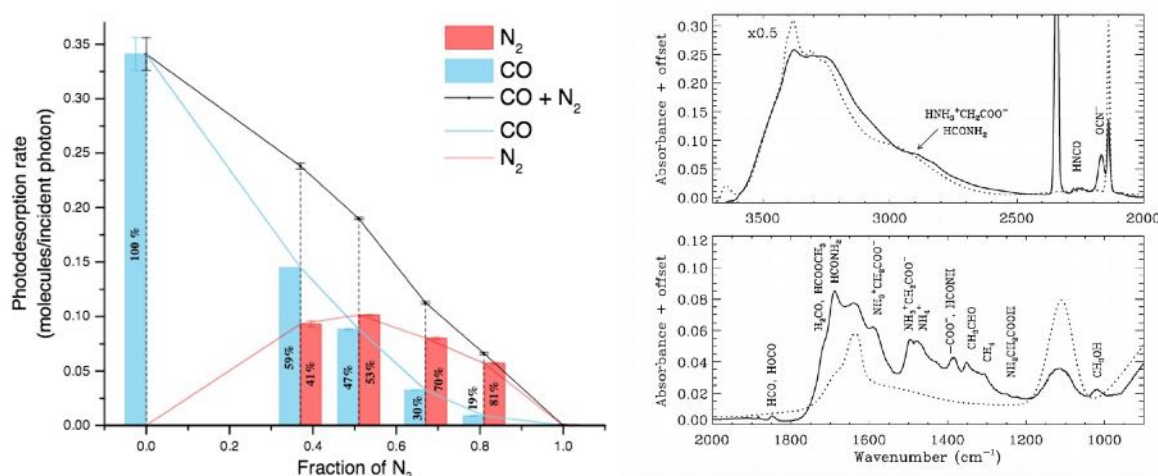 Photodesorption rate
(molecules/incident photon)
0.35
0.30
0.25
0.20
0.15
0.10
0.05
0.00
N2
CO
CO + N2
CO
N2
100 %
59%
41%
47%
53%
30%
70%
19%
81%
0.0
0.2
0.4
0.6
0.8
1.0
Fraction of N2
Absorbance + offset
0.30
0.25
0.20
0.15
0.10
0.05
0.00
x0.5
HNH3+CH2COO−
HCONH2
HNCO
OCN−
3500
3000
2500
2000
Absorbance + offset
0.12
0.10
0.08
0.06
0.04
0.02
0.00
HCO, HOCO
H2CO, HCOOCH3
HCONH2
NH3+CH2COO−
NH3+CH2COO−
NH4+
−COO−, HCONH
CH3CHO
CH4
NH2CH2COOH
CH3OH
2000
1800
1600
1400
1200
1000
Wavenumber (cm−1)